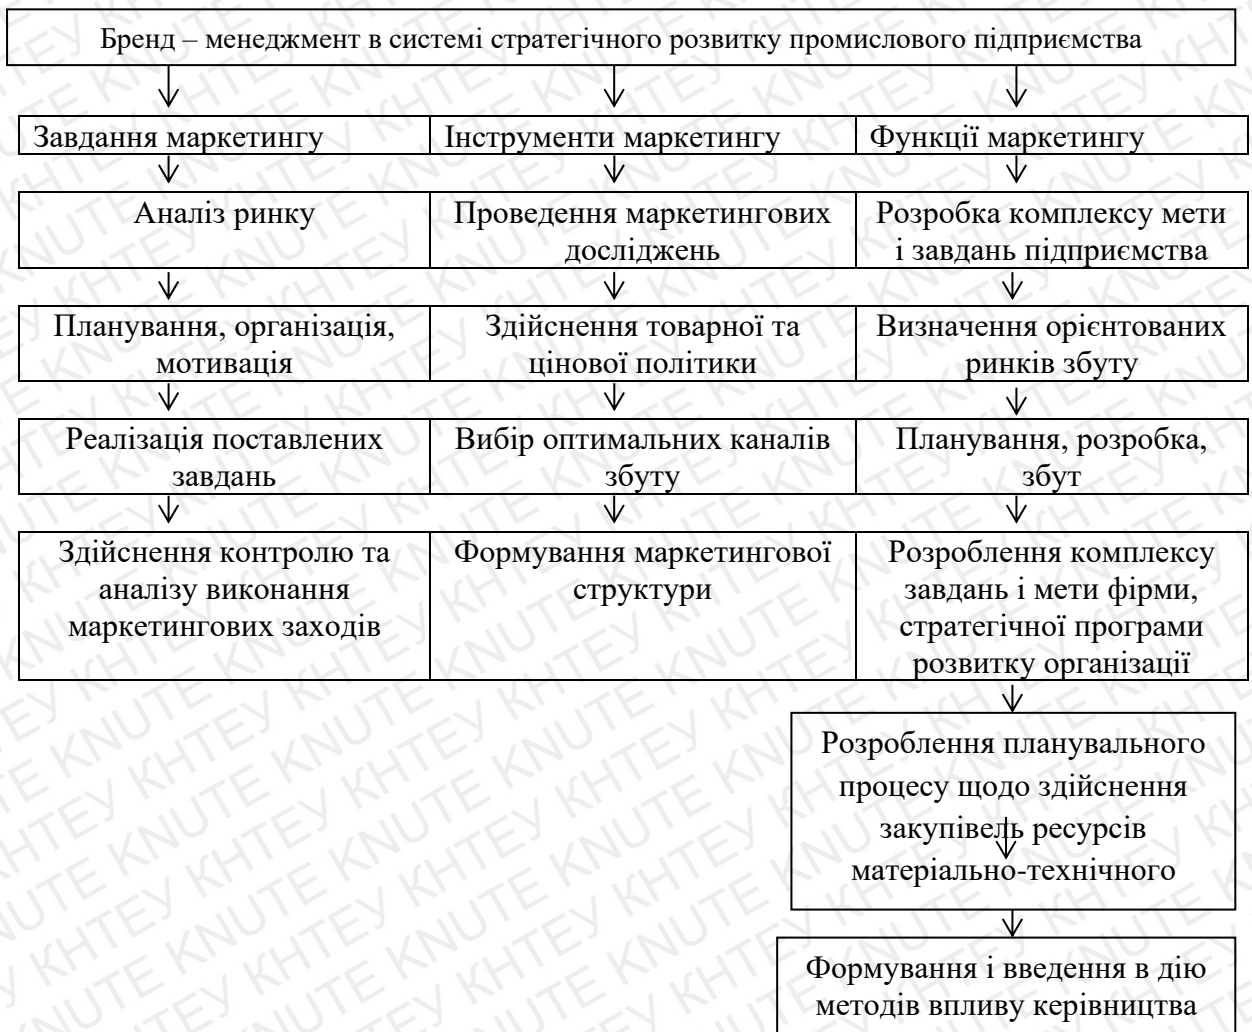 Бренд – менеджмент в системі стратегічного розвитку промислового підприємства
Завдання маркетингу
Інструменти маркетингу
Функції маркетингу
Аналіз ринку
Проведення маркетингових
досліджень
Розробка комплексу мети
і завдань підприємства
Планування, організація,
мотивація
Здійснення товарної та
цінової політики
Визначення орієнтованих
ринків збуту
Реалізація поставлених
завдань
Вибір оптимальних каналів
збуту
Планування, розробка,
збут
Здійснення контролю та
аналізу виконання
маркетингових заходів
Формування маркетингової
структури
Розроблення комплексу
завдань і мети фірми,
стратегічної програми
розвитку організації
Розроблення планувального
процесу щодо здійснення
закупівель ресурсів
матеріально-технічного
Формування і введення в дію
методів впливу керівництва